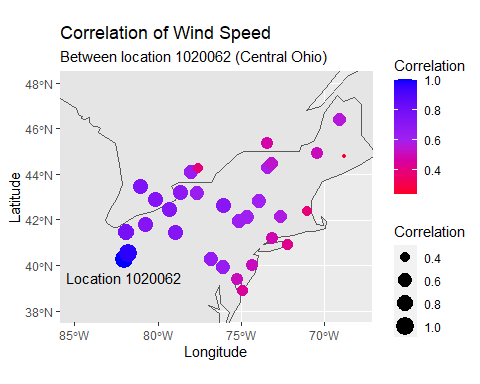 Correlation of Wind Speed
Between location 1020062 (Central Ohio)
48°N
46°N
44°N
42°N
40°N
38°N
Latitude
Location 1020062
85°W
80°W
75°W
70°W
Longitude
Correlation
1.0
0.8
0.6
0.4
Correlation
0.4
0.6
0.8
1.0